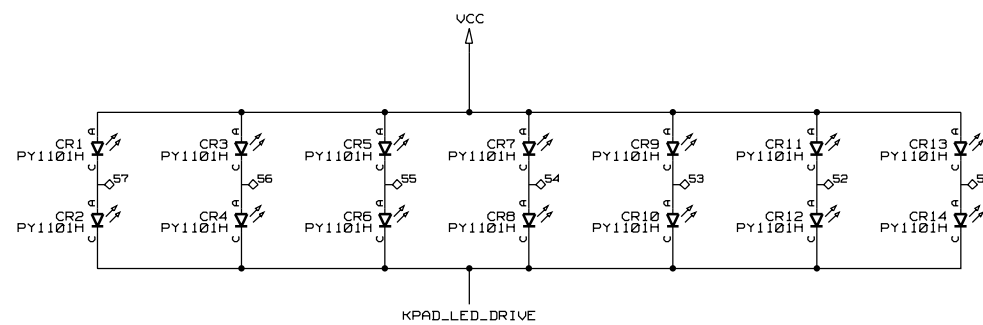 VCC
A A A A A A A
CR1 CR3 CR5 CR7 CR9 CR11 CR13
PY1101H PY1101H PY1101H PY1101H PY1101H PY1101H PY1101H
C C C C C C C
57 56 55 54 53 52
A A A A A A A
CR2 CR4 CR6 CR8 CR10 CR12 CR14
PY1101H PY1101H PY1101H PY1101H PY1101H PY1101H PY1101H
C C C C C C C
KPAD_LED_DRIVE